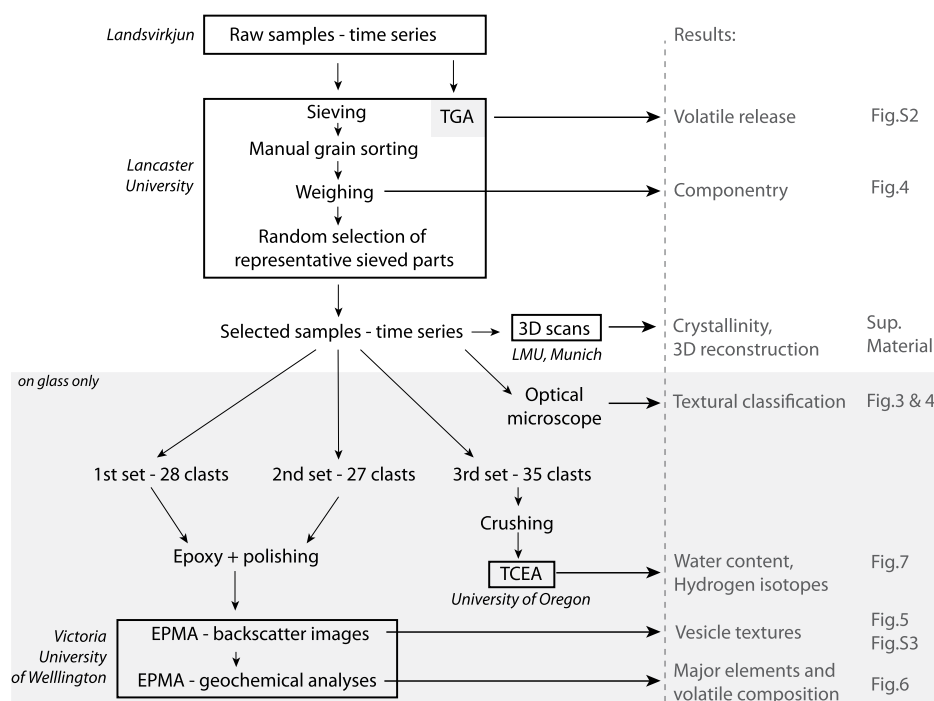 Landsvirkjun
Raw samples - time series
Results:
Sieving
TGA
Volatile release
Fig.S2
Manual grain sorting
Lancaster
University
Weighing
Componentry
Fig.4
Random selection of
representative sieved parts
Selected samples - time series
3D scans
LMU, Munich
Crystallinity,
3D reconstruction
Sup.
Material
on glass only
Optical
microscope
Textural classification
Fig.3 & 4
1st set - 28 clasts
2nd set - 27 clasts
3rd set - 35 clasts
Crushing
Epoxy + polishing
TCEA
University of Oregon
Water content,
Hydrogen isotopes
Fig.7
Victoria
University
of Welllington
EPMA - backscatter images
Vesicle textures
Fig.5
Fig.S3
EPMA - geochemical analyses
Major elements and
volatile composition
Fig.6